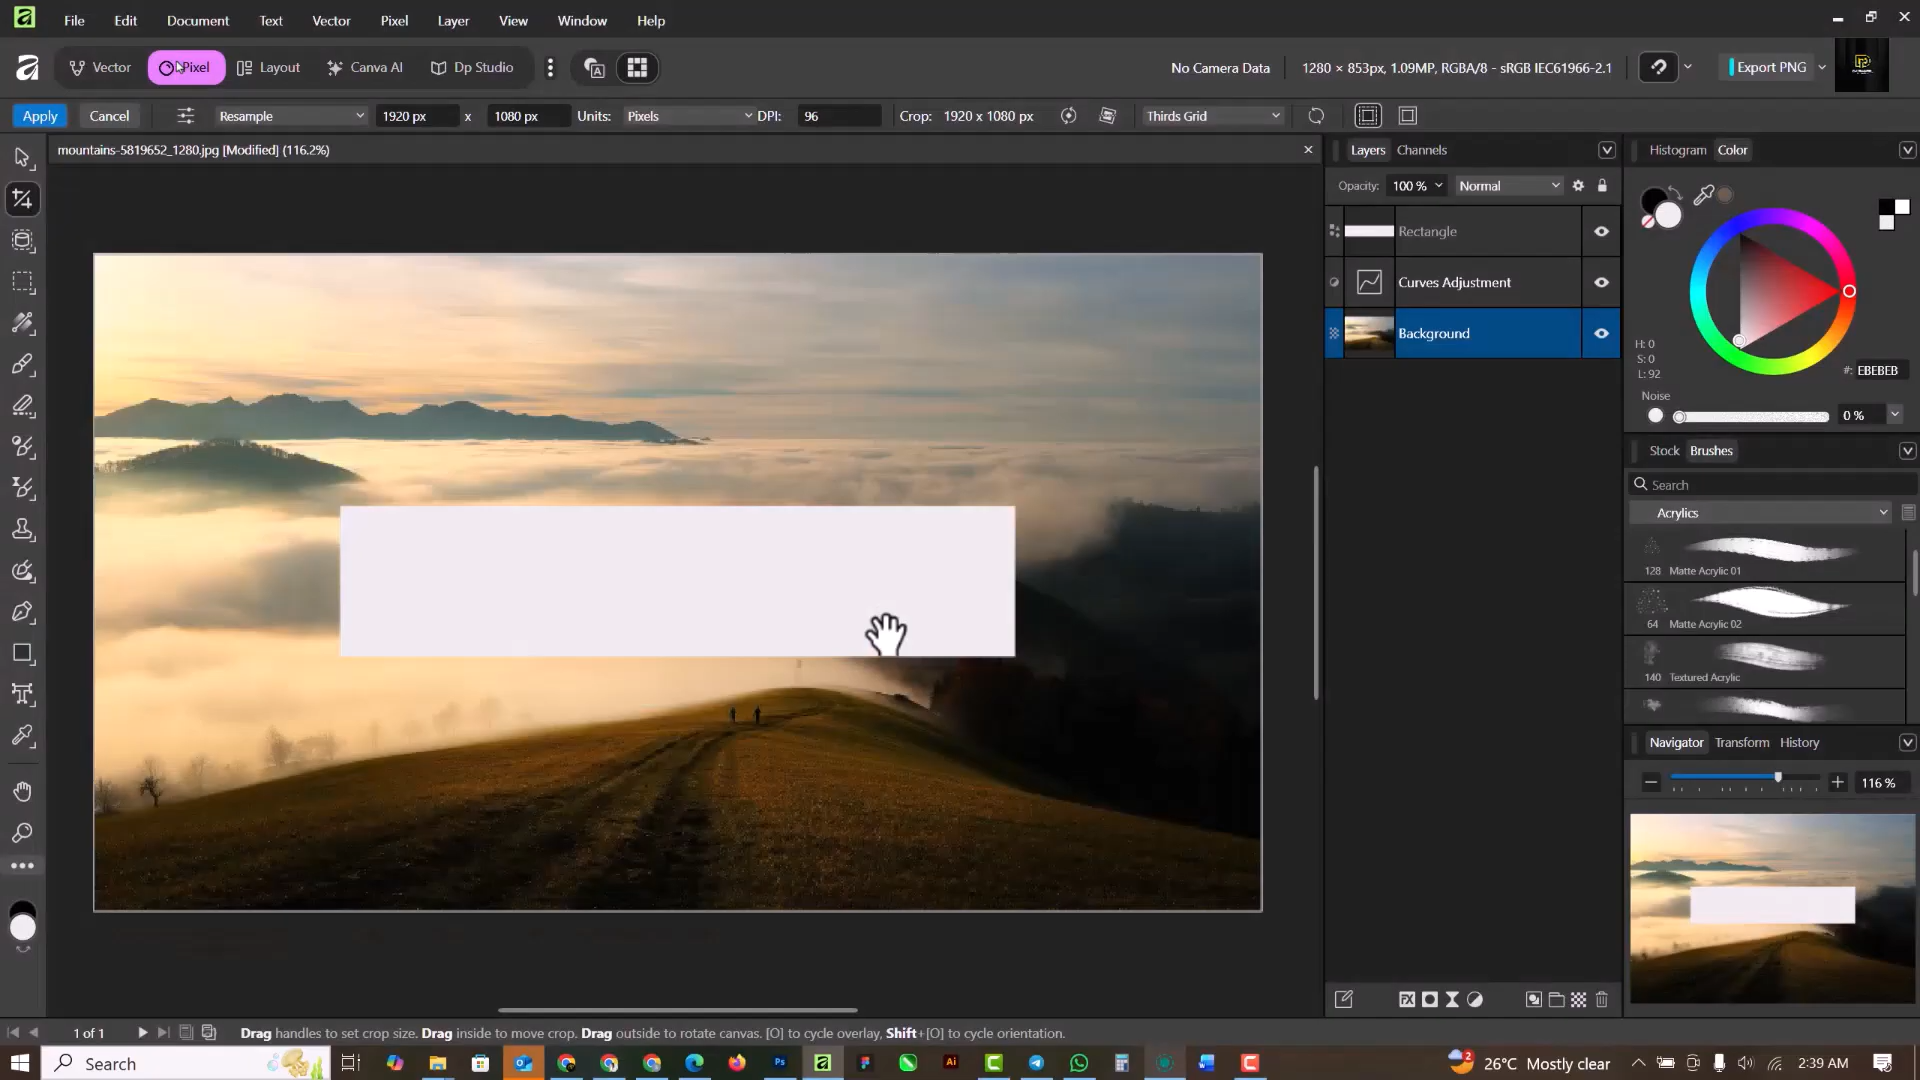 File Edit Document Text Vector Pixel Layer View Window Help
Vector Pixel Layout Canva AI Dp Studio No Camera Data 1280 × 853px, 1.09MP, RGBA/8 - sRGB IEC61966-2.1 Export PNG
Apply Cancel Resample 1920 px x 1080 px Units: Pixels DPI: 96 Crop: 1920 x 1080 px Thirds Grid
mountains-5819652_1280.jpg [Modified] (116.2%)
Layers Channels
Opacity: 100 % Normal
Rectangle
Curves Adjustment
Background
Histogram Color
H: 0
S: 0
L: 92
#: EBEBEB
Noise
0 %
Stock Brushes
Search
Acrylics
128 Matte Acrylic 01
64 Matte Acrylic 02
140 Textured Acrylic
Navigator Transform History
116 %
1 of 1 Drag handles to set crop size. Drag inside to move crop. Drag outside to rotate canvas. [O] to cycle overlay, Shift+[O] to cycle orientation.
Search Ps Ai 2 26°C Mostly clear 2:39 AM